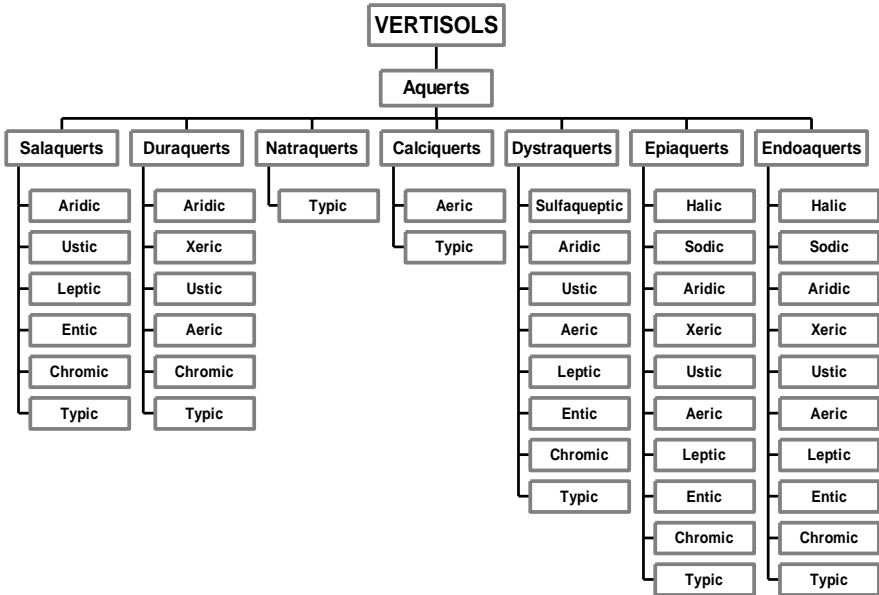 VERTISOLS
Aquerts
Salaquerts
Duraquerts
Natraquerts
Calciquerts
Dystraquerts
Epiaquerts
Endoaquerts
Aridic
Ustic
Leptic
Entic
Chromic
Typic
Aridic
Xeric
Ustic
Aeric
Chromic
Typic
Typic
Aeric
Typic
Sulfaqueptic
Aridic
Ustic
Aeric
Leptic
Entic
Chromic
Typic
Halic
Sodic
Aridic
Xeric
Ustic
Aeric
Leptic
Entic
Chromic
Typic
Halic
Sodic
Aridic
Xeric
Ustic
Aeric
Leptic
Entic
Chromic
Typic